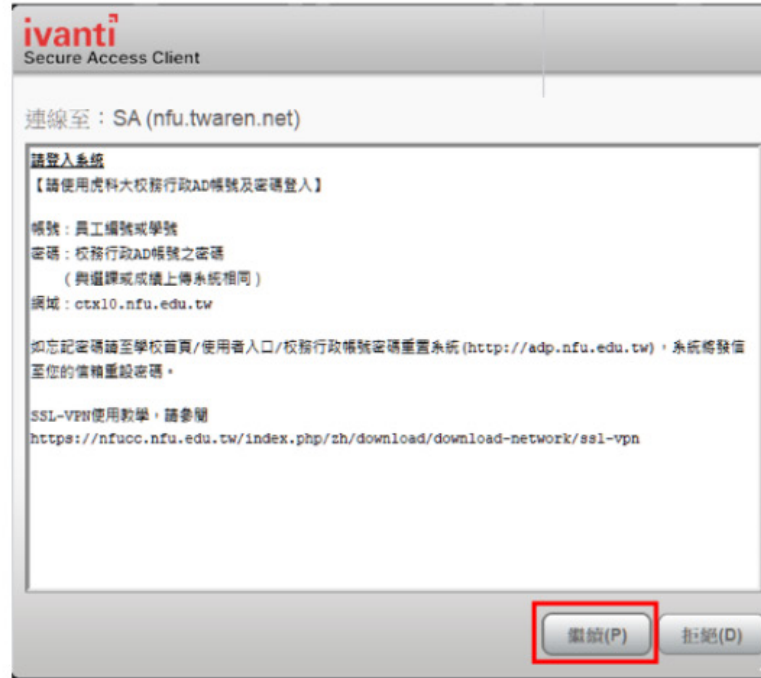 ivanti
Secure Access Client
連線至：SA (nfu.twaren.net)
請登入系統
【請使用虎科大校務行政AD帳號及密碼登入】
帳號：員工編號或學號
密碼：校務行政AD帳號之密碼
（與選課或成績上傳系統相同）
網域：ctx10.nfu.edu.tw
如忘記密碼請至學校首頁/使用者入口/校務行政帳號密碼重置系統(http://adp.nfu.edu.tw)，系統將發信
至您的信箱重設密碼。
SSL-VPN使用教學，請參閱
https://nfucc.nfu.edu.tw/index.php/zh/download/download-network/ssl-vpn
繼續(P)
拒絕(D)